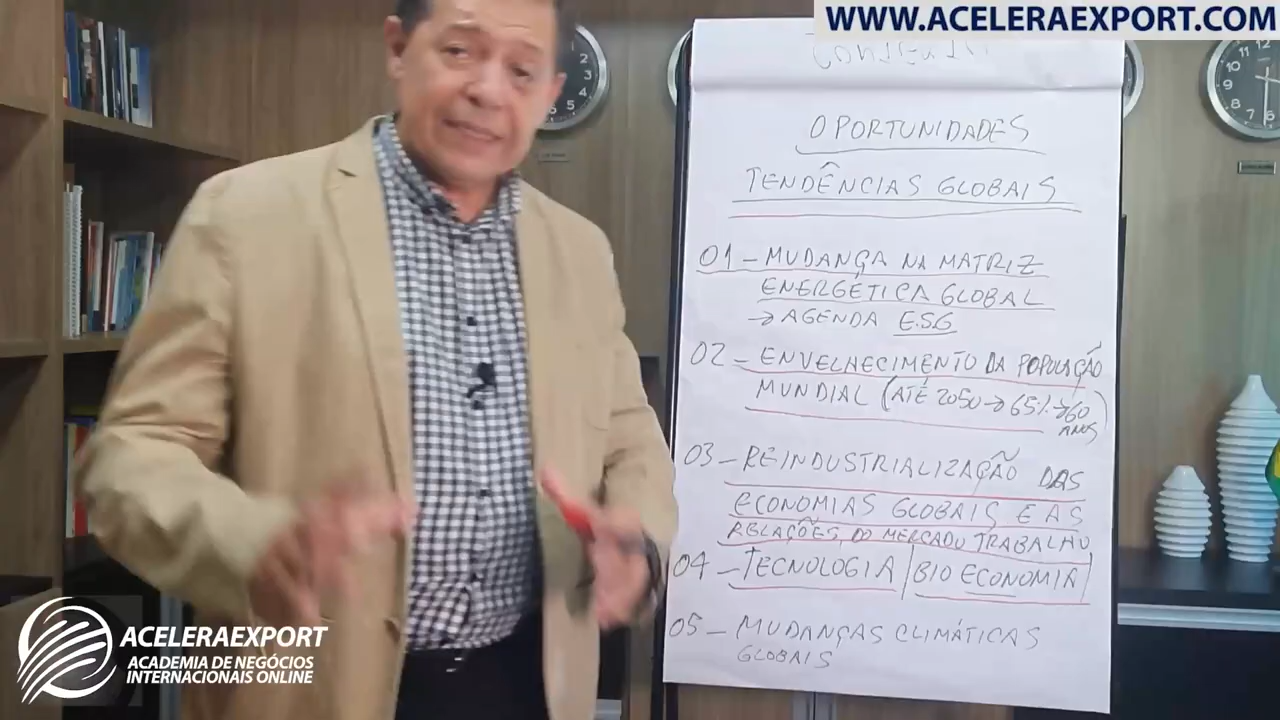 WWW.ACELERAEXPORT.COM
OPORTUNIDADES
TENDÊNCIAS GLOBAIS
01 - MUDANÇA NA MATRIZ
ENERGÉTICA GLOBAL
→ AGENDA E.S.G
02 - ENVELHECIMENTO DA POPULAÇÃO
MUNDIAL (ATÉ 2050 → 65% → 60
ANOS)
03 - REINDUSTRIALIZAÇÃO DAS
ECONOMIAS GLOBAIS E AS
RELAÇÕES DO MERCADO TRABALHO
04 - TECNOLOGIA | BIO ECONOMIA |
05 - MUDANÇAS CLIMÁTICAS
GLOBAIS
ACELERAEXPORT
ACADEMIA DE NEGÓCIOS
INTERNACIONAIS ONLINE